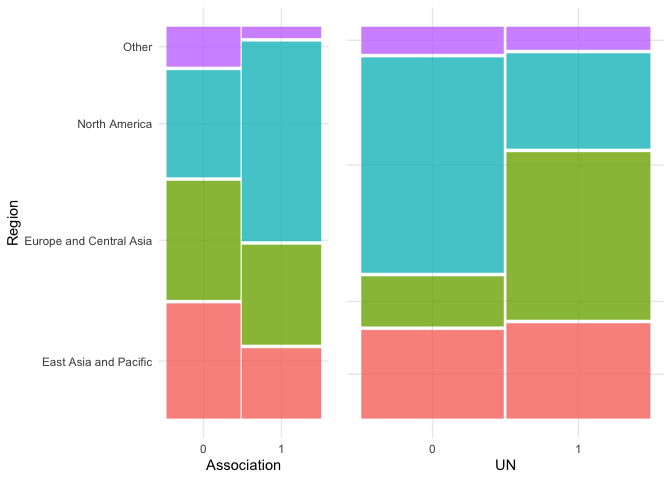 Other
North America
Europe and Central Asia
East Asia and Pacific
Region
0 1
Association
0 1
UN